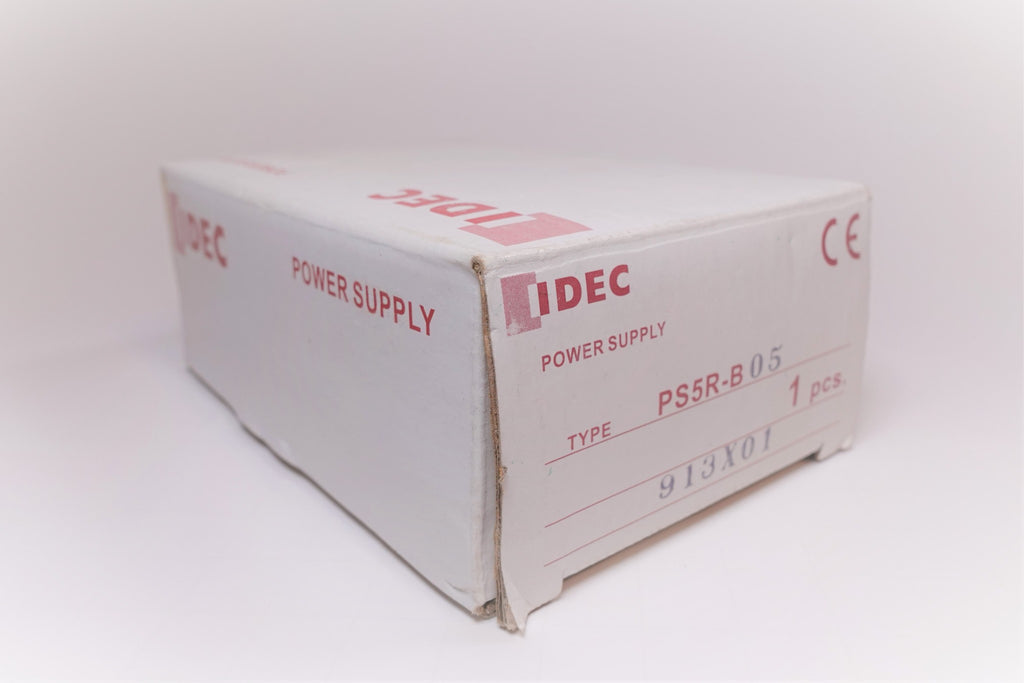 IDEC
IDEC
POWER SUPPLY
IDEC
CE
POWER SUPPLY
TYPE PS5R-B05
1 pcs.
913X01